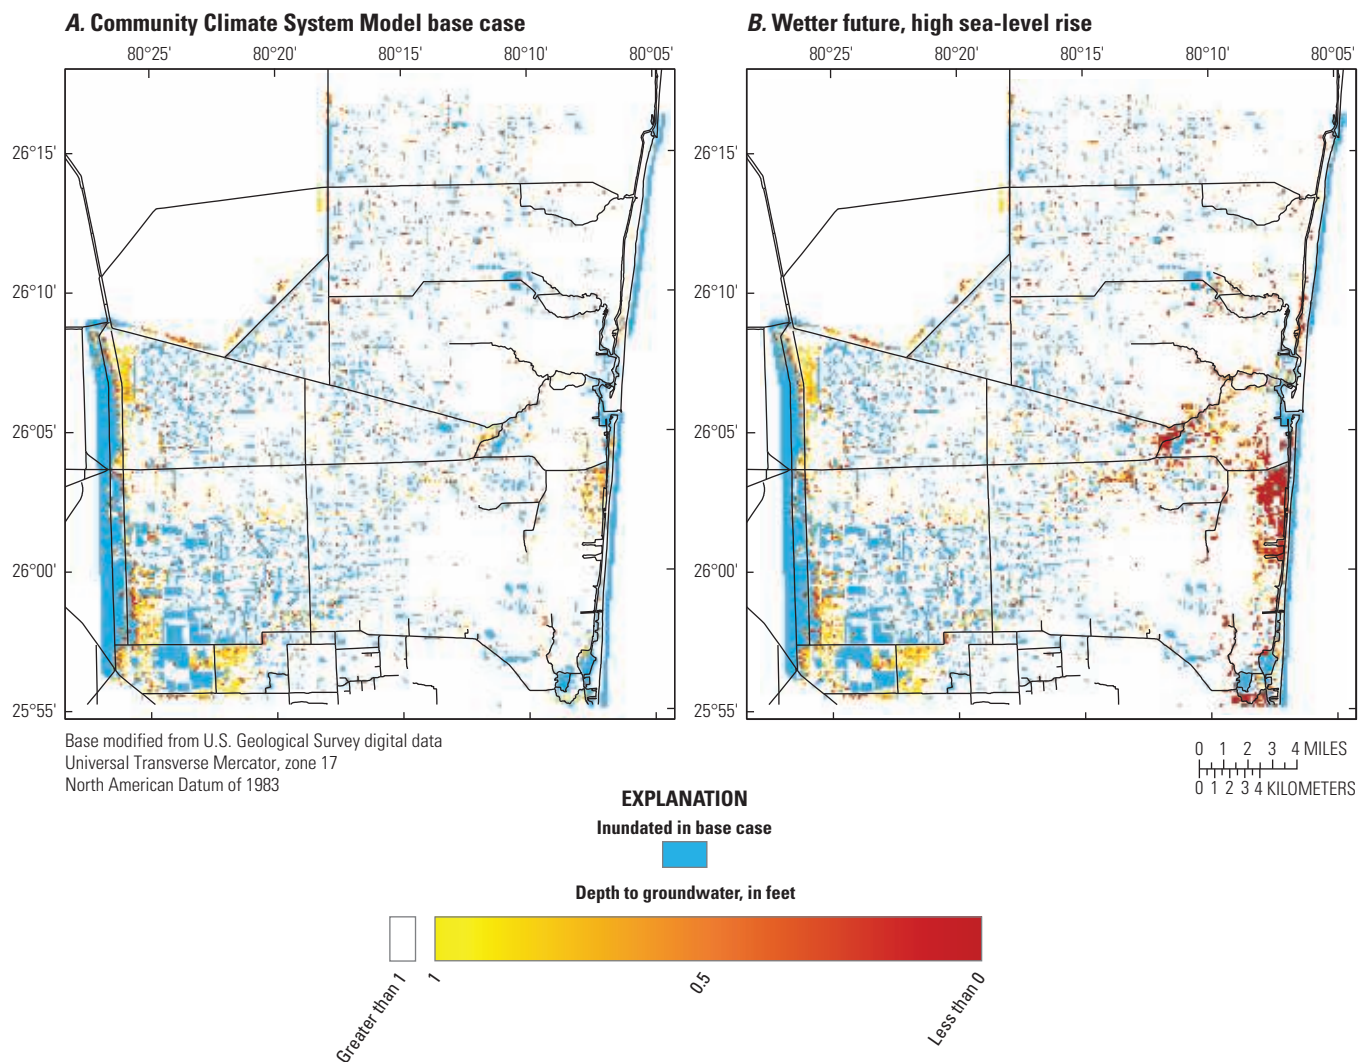 A. Community Climate System Model base case
80°25' 80°20' 80°15' 80°10' 80°05'
26°15'
26°10'
26°05'
26°00'
25°55'
Base modified from U.S. Geological Survey digital data
Universal Transverse Mercator, zone 17
North American Datum of 1983
B. Wetter future, high sea-level rise
80°25' 80°20' 80°15' 80°10' 80°05'
26°15'
26°10'
26°05'
26°00'
25°55'
0 1 2 3 4 MILES
0 1 2 3 4 KILOMETERS
EXPLANATION
Inundated in base case
Depth to groundwater, in feet
Greater than 1
1
0.5
Less than 0